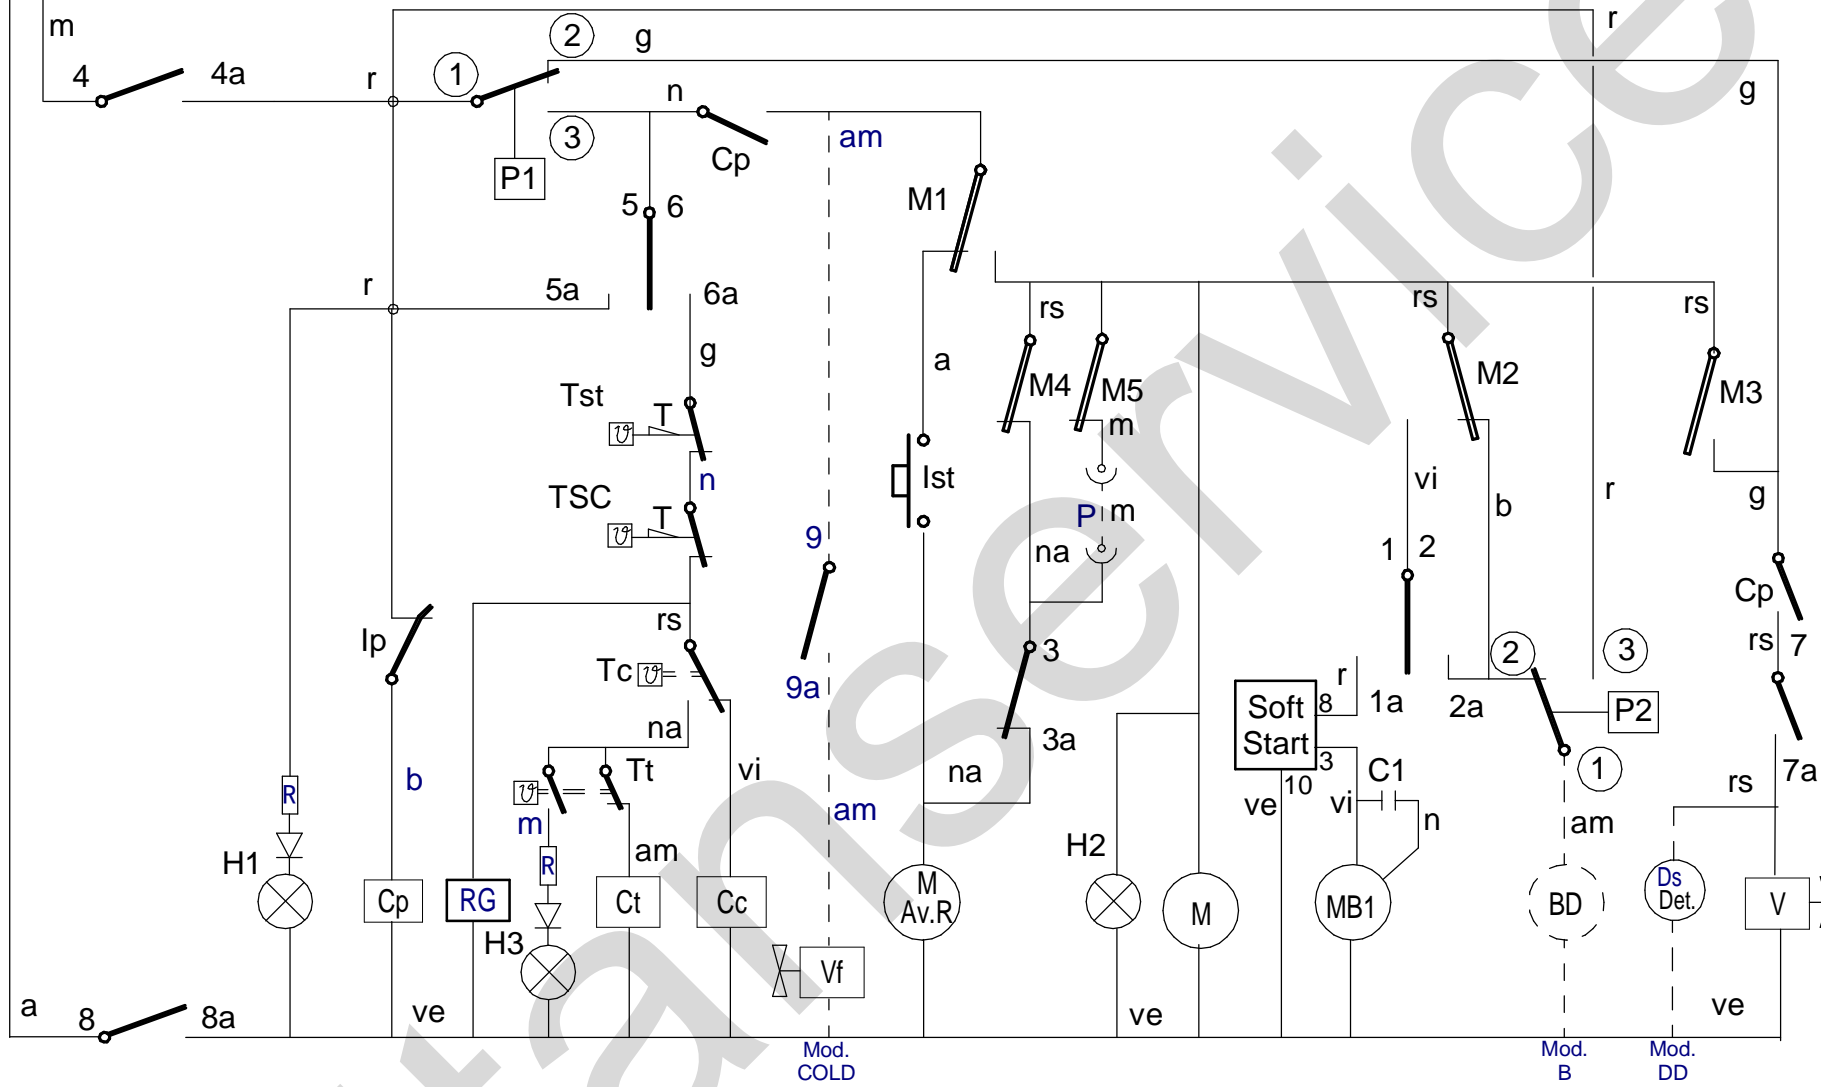 m
r
2
g
4
4a
r
1
g
n
3
am
Cp
P1
M1
5
6
r
5a
6a
rs
rs
rs
g
a
M4
M5
M2
M3
Tst
T
ϑ
m
n
vi
r
TSC
T
Ist
b
g
ϑ
P
m
9
1
2
na
Cp
rs
Ip
rs
7
3
2
3
Tc
ϑ
9a
r
Soft
8
1a
2a
P2
na
3a
Start
3
Tt
vi
na
C1
1
7a
b
R
ϑ
10
rs
ve
vi
m
am
n
am
am
H1
R
H2
Cp
RG
Ct
Cc
M
Av.R
M
MB1
BD
Ds
Det.
V
H3
Vf
a
8
8a
ve
ve
ve
Mod.
COLD
Mod.
B
Mod.
DD
tanservice